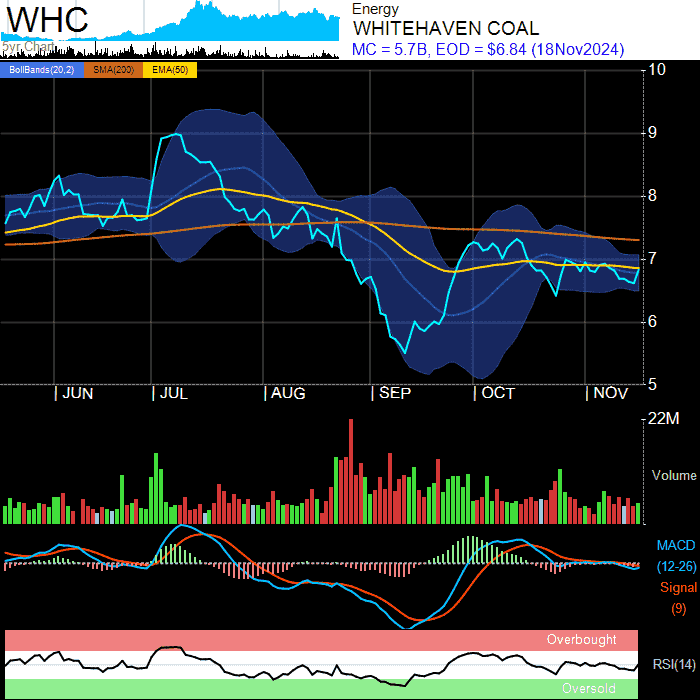 WHC
5yr Chart
Energy
WHITEHAVEN COAL
MC = 5.7B, EOD = $6.84 (18Nov2024)
BollBands(20,2) SMA(200) EMA(50)
10
9
8
7
6
5
JUN JUL AUG SEP OCT NOV
22M
Volume
MACD
(12-26)
Signal
(9)
Overbought
RSI(14)
Oversold